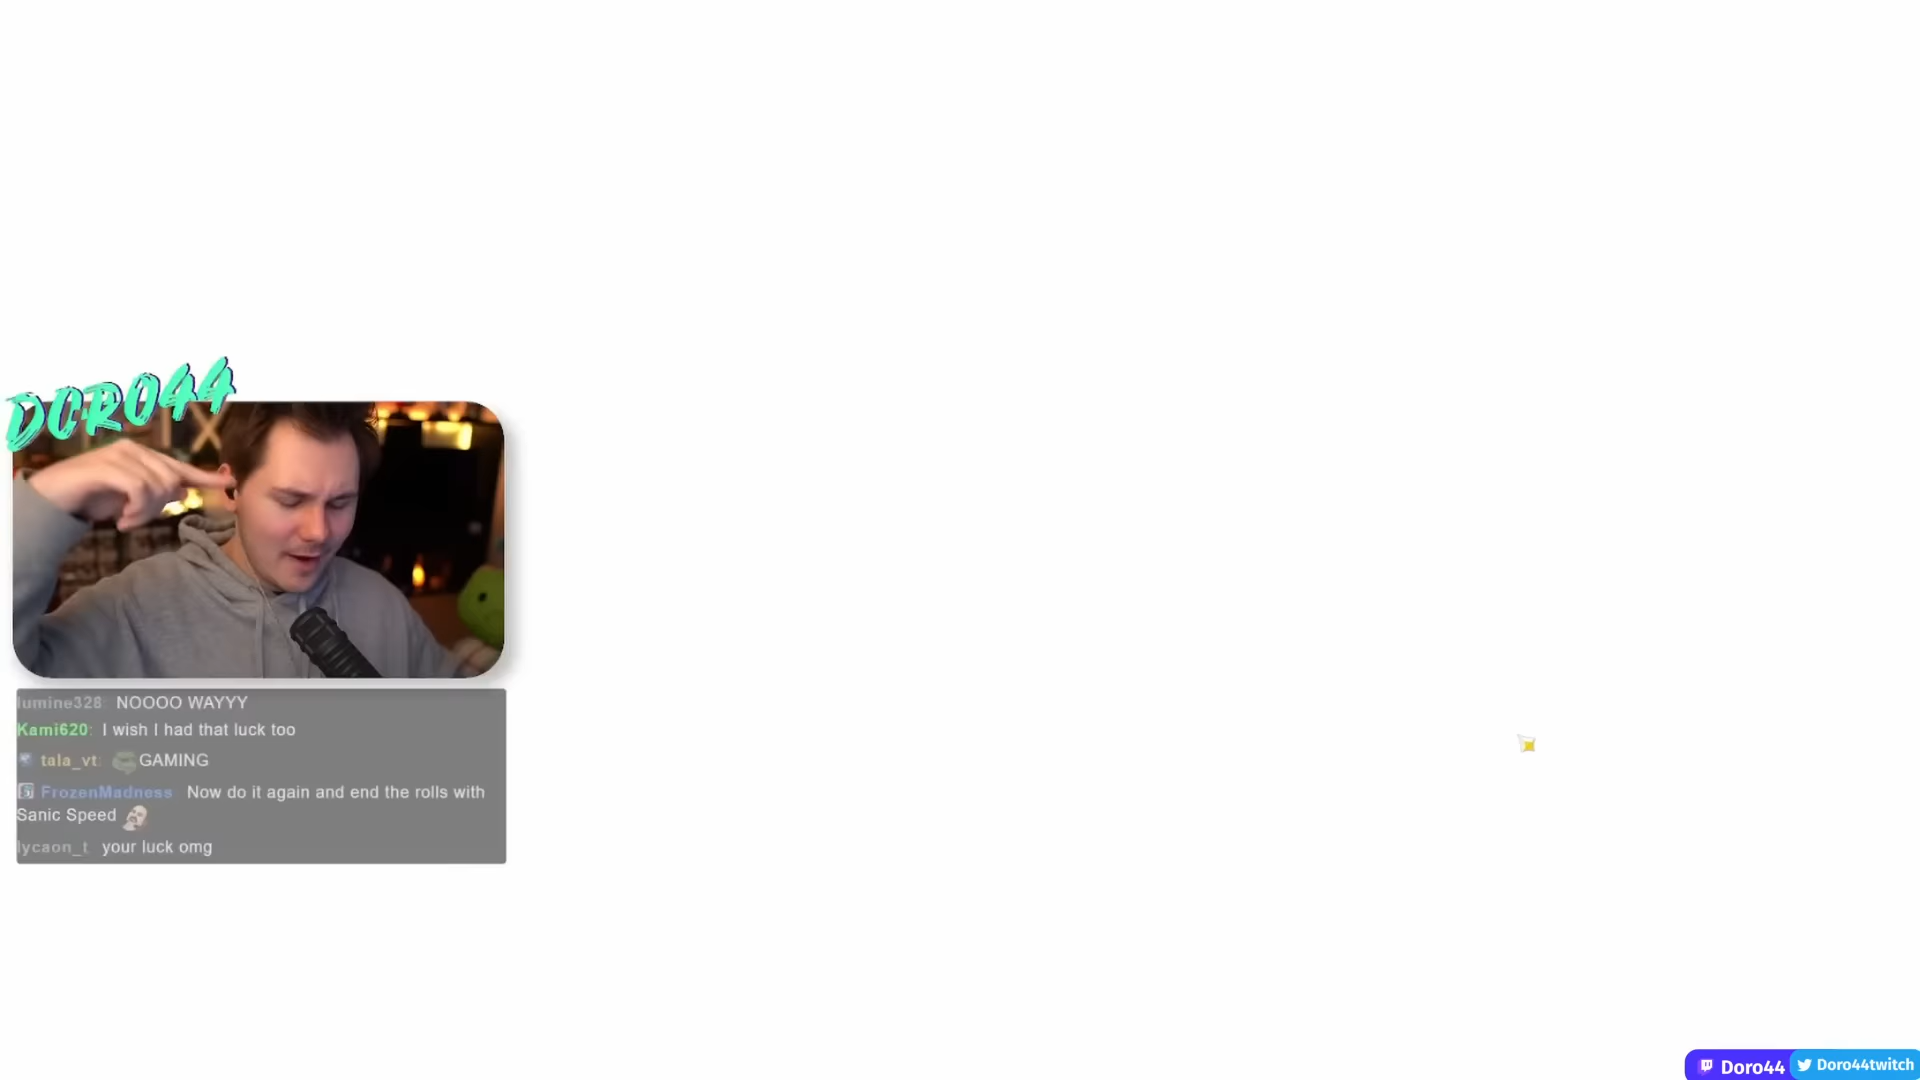 DORO44
lumine328: NOOOO WAYYY
Kami620: I wish I had that luck too
tala_vt: GAMING
FrozenMadness Now do it again and end the rolls with
Sanic Speed
lycaon_t your luck omg
Doro44 Doro44twitch